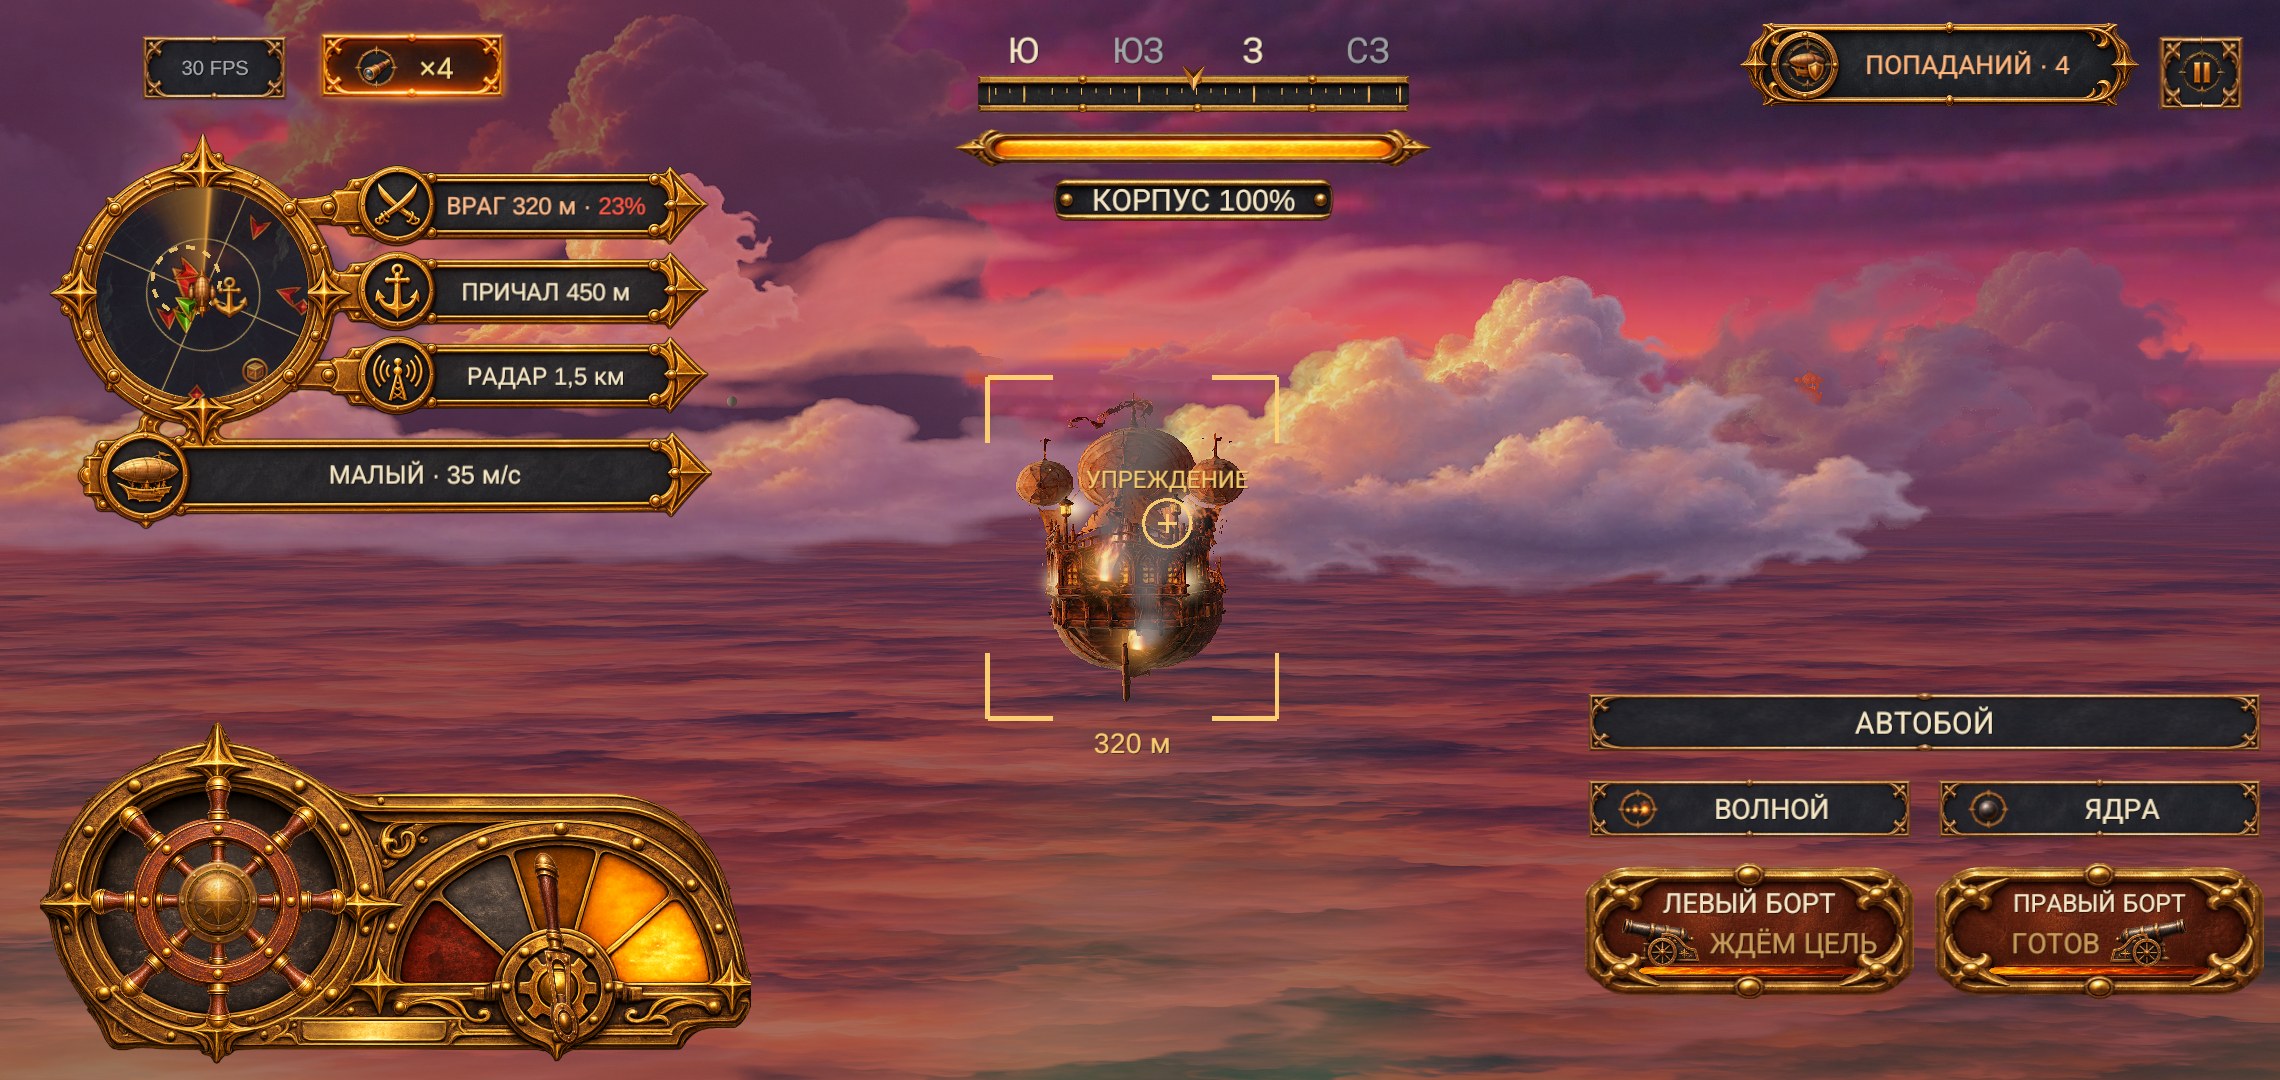 30 FPS
×4
Ю ЮЗ З СЗ
ПОПАДАНИЙ · 4
КОРПУС 100%
ВРАГ 320 м · 23%
ПРИЧАЛ 450 м
РАДАР 1,5 км
МАЛЫЙ · 35 м/с
УПРЕЖДЕНИЕ
320 м
АВТОБОЙ
ВОЛНОЙ
ЯДРА
ЛЕВЫЙ БОРТ
ЖДЁМ ЦЕЛЬ
ПРАВЫЙ БОРТ
ГОТОВ